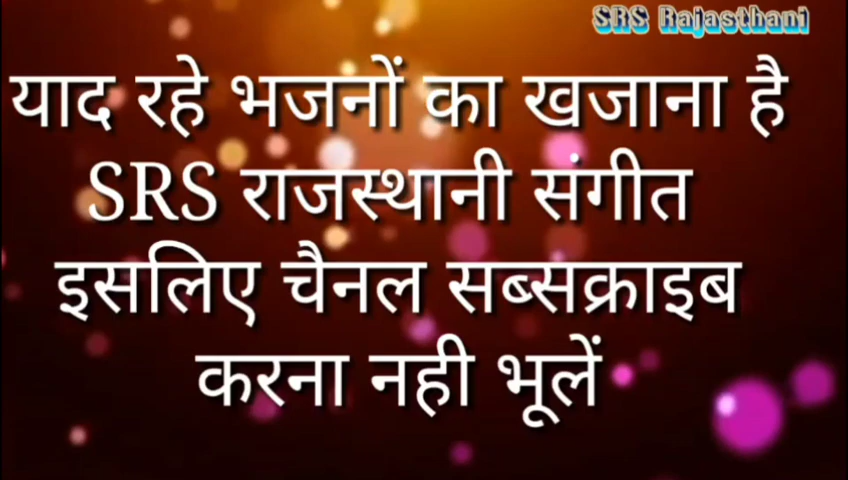 SRS Rajasthani
याद रहे भजनों का खजाना है
SRS राजस्थानी संगीत
इसलिए चैनल सब्सक्राइब
करना नही भूलें